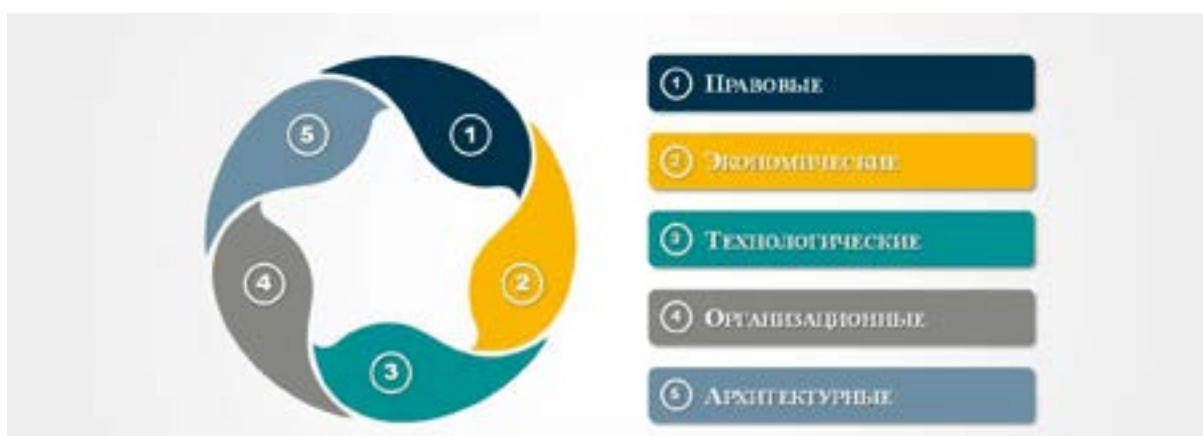 5
1
4
2
3
1 Правовые
2 Экономические
3 Технологические
4 Организационные
5 Архитектурные